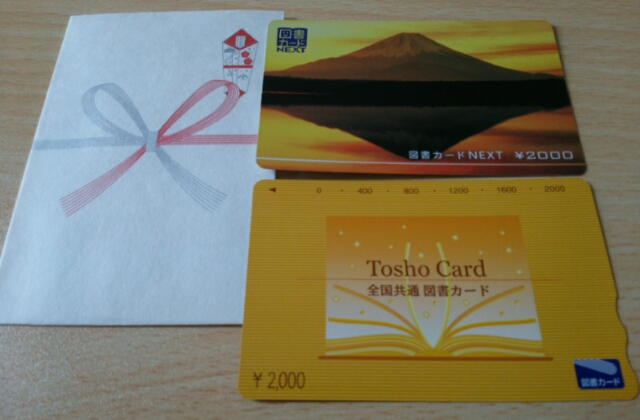 図書
カード
NEXT
図書カードNEXT ¥2000
◀ 0 ・ 400 ・ 800 ・ 1200 ・ 1600 ・ 2000
Tosho Card
全国共通 図書カード
¥2,000
図書カード